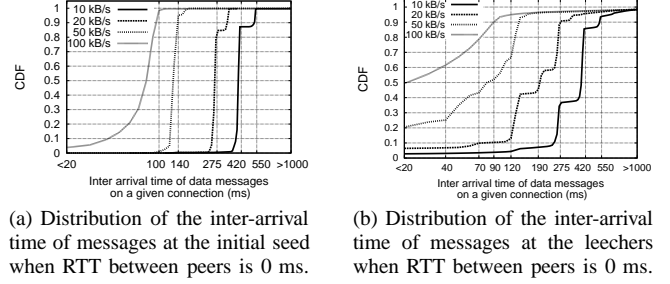 1
0.9
0.8
0.7
0.6
0.5
0.4
0.3
0.2
0.1
0
CDF
10 kB/s
20 kB/s
50 kB/s
100 kB/s
<20 100 140 275 420 550 >1000
Inter arrival time of data messages
on a given connection (ms)
(a) Distribution of the inter-arrival
time of messages at the initial seed
when RTT between peers is 0 ms.
1
0.9
0.8
0.7
0.6
0.5
0.4
0.3
0.2
0.1
0
CDF
10 kB/s
20 kB/s
50 kB/s
100 kB/s
<20 40 70 90 120 190 275 420 550 >1000
Inter arrival time of data messages
on a given connection (ms)
(b) Distribution of the inter-arrival
time of messages at the leechers
when RTT between peers is 0 ms.